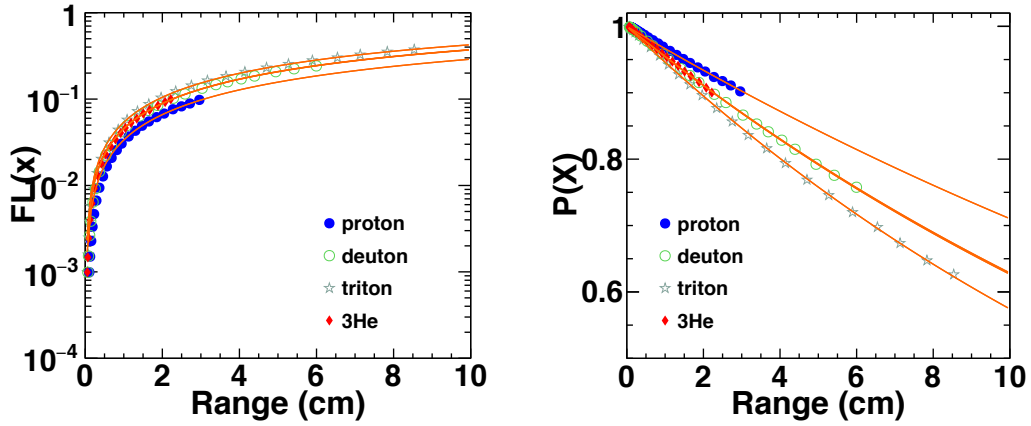 FL(x)
1
10⁻¹
10⁻²
10⁻³
10⁻⁴
proton
deuton
triton
3He
0 2 4 6 8 10
Range (cm)
P(X)
1
0.8
0.6
proton
deuton
triton
3He
0 2 4 6 8 10
Range (cm)